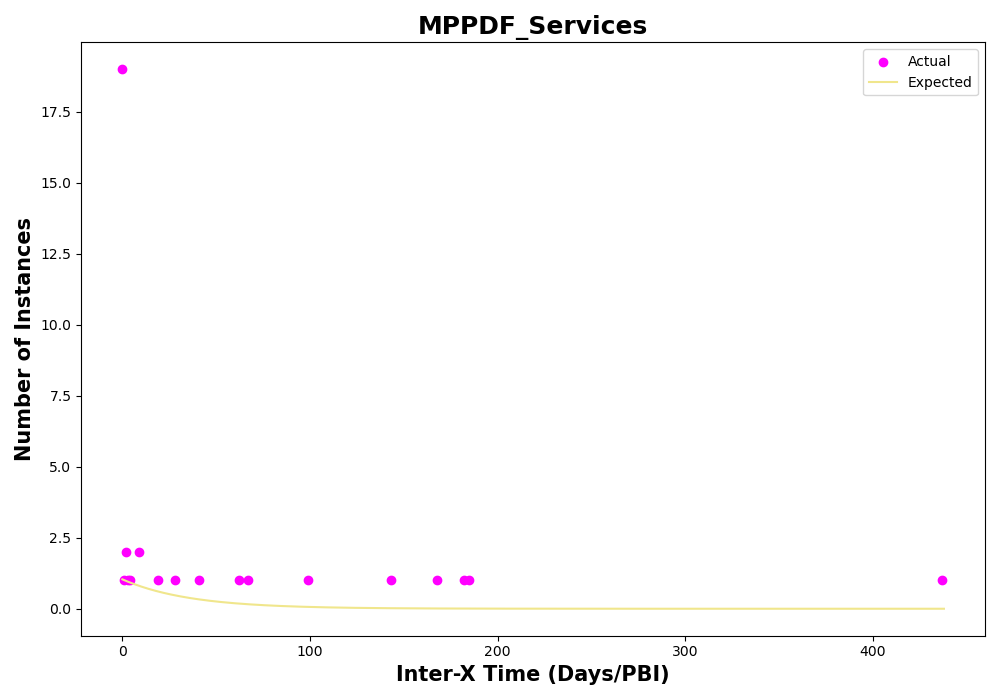 MPPDF_Services
Actual
Expected
17.5
15.0
12.5
10.0
7.5
5.0
2.5
0.0
Number of Instances
0 100 200 300 400
Inter-X Time (Days/PBI)